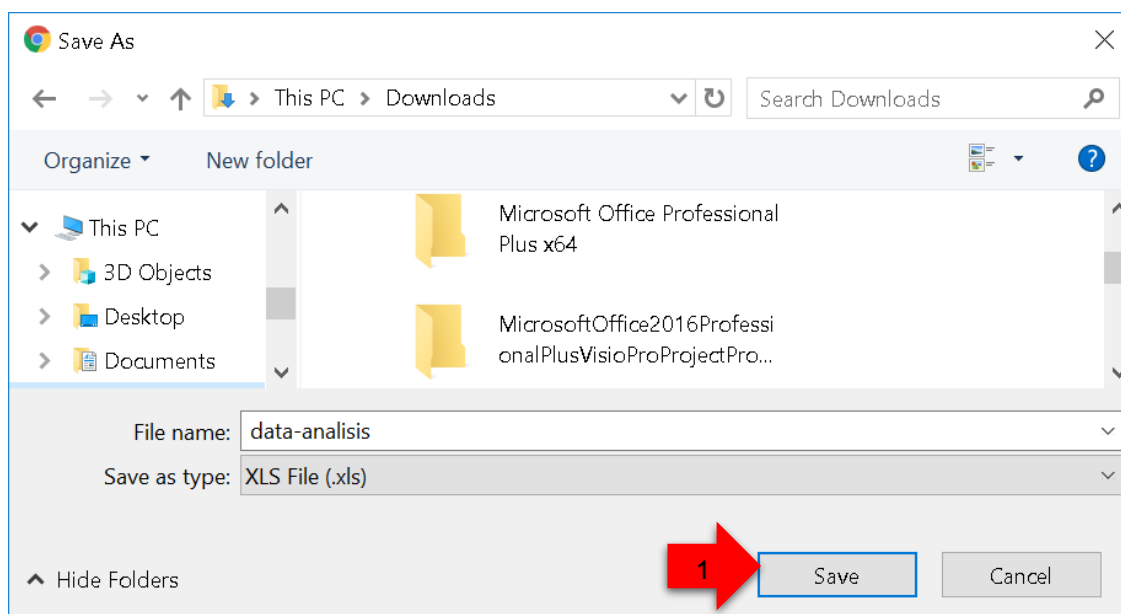 Save As
This PC > Downloads
Search Downloads
Organize
New folder
This PC
3D Objects
Desktop
Documents
Microsoft Office Professional
Plus x64
MicrosoftOffice2016Professi
onalPlusVisioProProjectPro...
File name: data-analisis
Save as type: XLS File (.xls)
Hide Folders
1
Save
Cancel